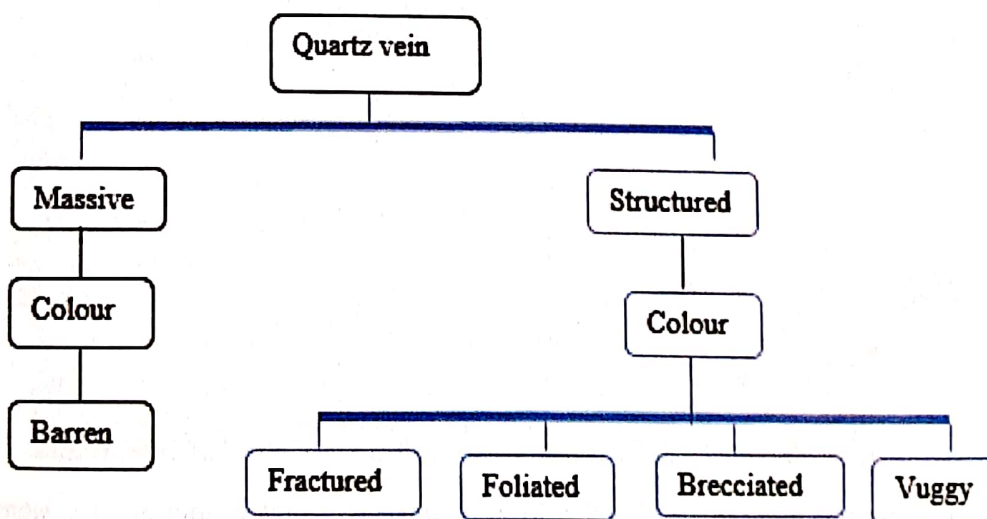 Quartz vein
Massive
Structured
Colour
Colour
Barren
Fractured
Foliated
Brecciated
Vuggy